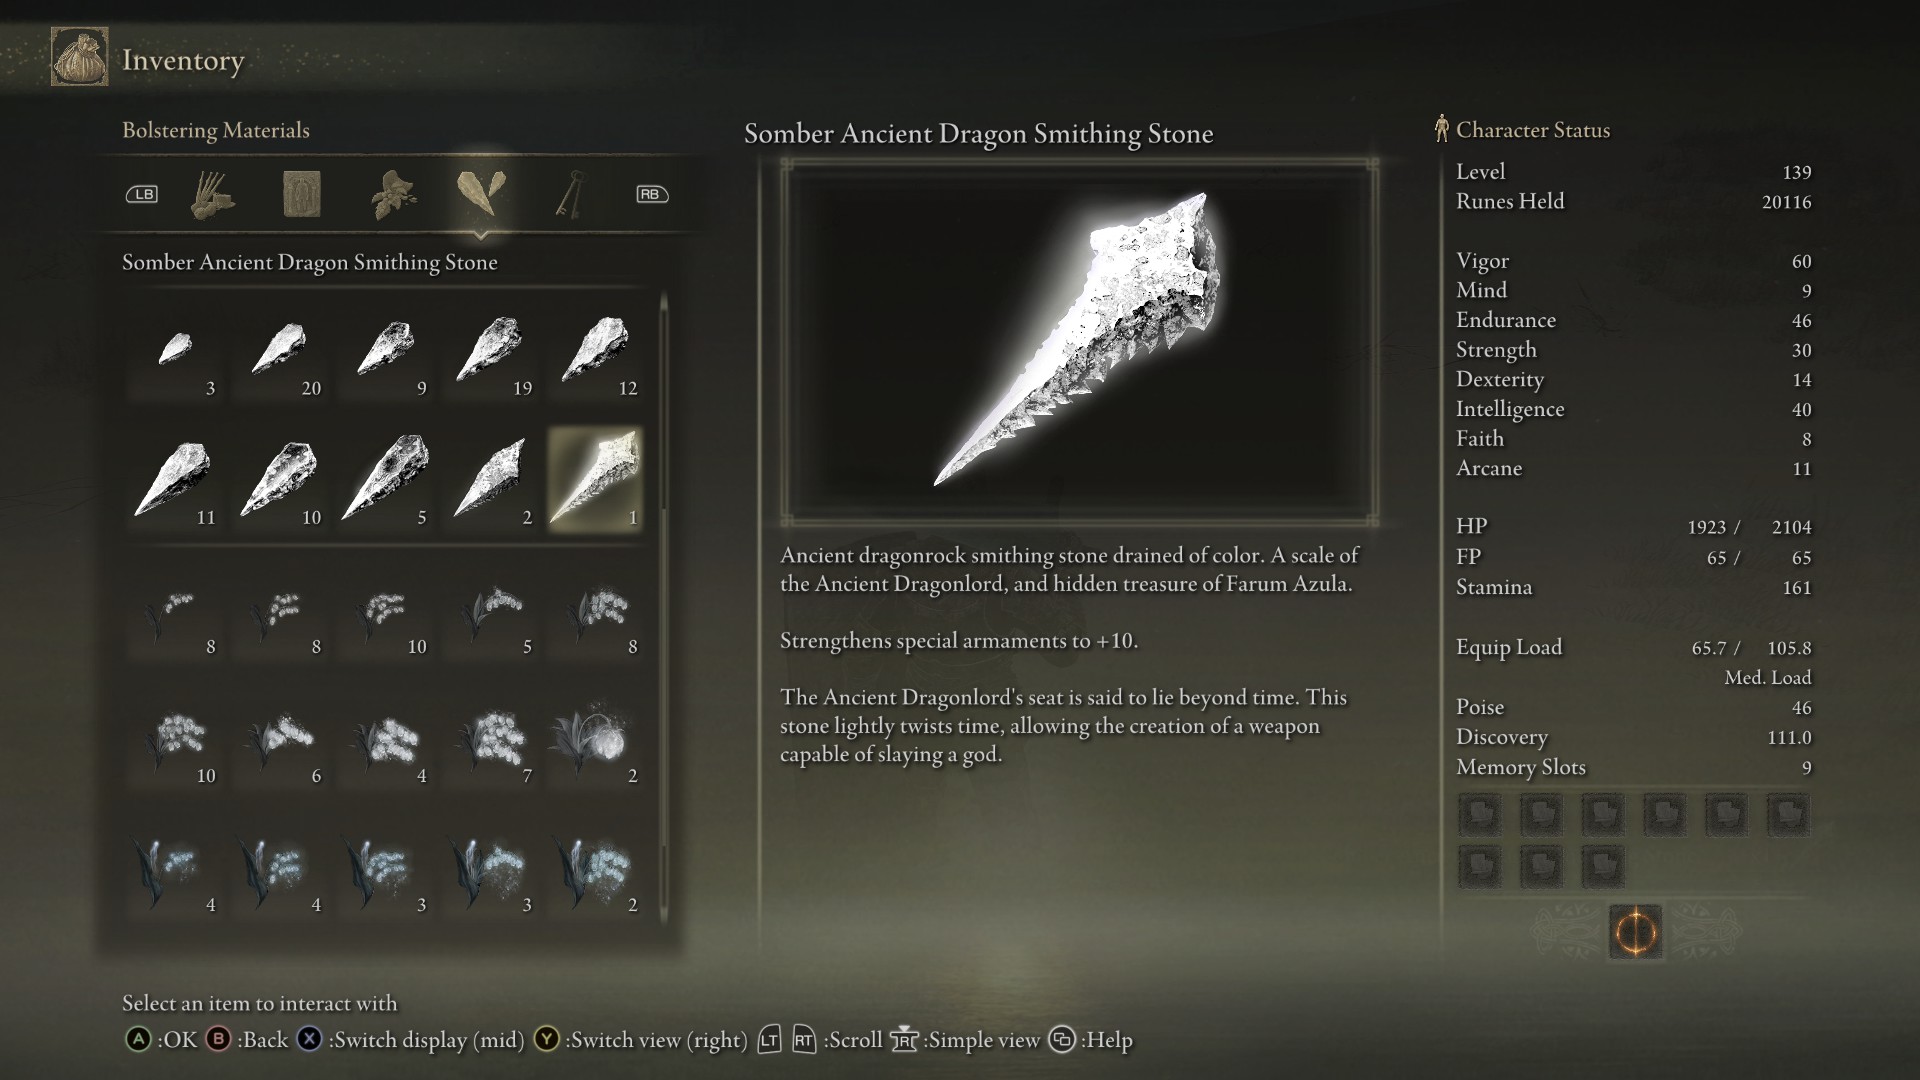 Inventory
Bolstering Materials
LB
RB
Somber Ancient Dragon Smithing Stone
3 20 9 19 12
11 10 5 2 1
8 8 10 5 8
10 6 4 7 2
4 4 3 3 2
Somber Ancient Dragon Smithing Stone
Ancient dragonrock smithing stone drained of color. A scale of
the Ancient Dragonlord, and hidden treasure of Farum Azula.
Strengthens special armaments to +10.
The Ancient Dragonlord's seat is said to lie beyond time. This
stone lightly twists time, allowing the creation of a weapon
capable of slaying a god.
Character Status
Level 139
Runes Held 20116
Vigor 60
Mind 9
Endurance 46
Strength 30
Dexterity 14
Intelligence 40
Faith 8
Arcane 11
HP 1923 / 2104
FP 65 / 65
Stamina 161
Equip Load 65.7 / 105.8
Med. Load
Poise 46
Discovery 111.0
Memory Slots 9
Select an item to interact with
A :OK B :Back X :Switch display (mid) Y :Switch view (right) LT RT :Scroll R :Simple view :Help